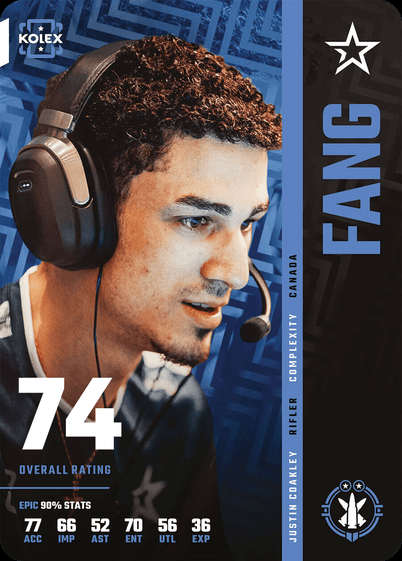 KOLEX
FANG
JUSTIN COAKLEY RIFLER COMPLEXITY CANADA
74
OVERALL RATING
EPIC 90% STATS
77 66 52 70 56 36
ACC IMP AST ENT UTL EXP